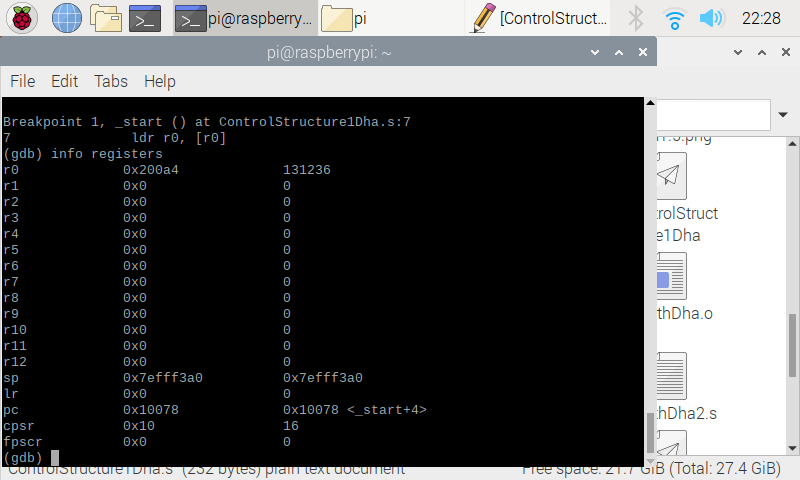 pi@raspberry... pi [ControlStruct... 22:28
pi@raspberrypi: ~
File Edit Tabs Help
Breakpoint 1, _start () at ControlStructure1Dha.s:7
7 ldr r0, [r0]
(gdb) info registers
r0 0x200a4 131236
r1 0x0 0
r2 0x0 0
r3 0x0 0
r4 0x0 0
r5 0x0 0
r6 0x0 0
r7 0x0 0
r8 0x0 0
r9 0x0 0
r10 0x0 0
r11 0x0 0
r12 0x0 0
sp 0x7efff3a0 0x7efff3a0
lr 0x0 0
pc 0x10078 0x10078 <_start+4>
cpsr 0x10 16
fpscr 0x0 0
(gdb)
.png
trolStruct
e1Dha
thDha.o
thDha2.s
"ControlStructure1Dha.s" (232 bytes) plain text document Free space: 21.7 GiB (Total: 27.4 GiB)